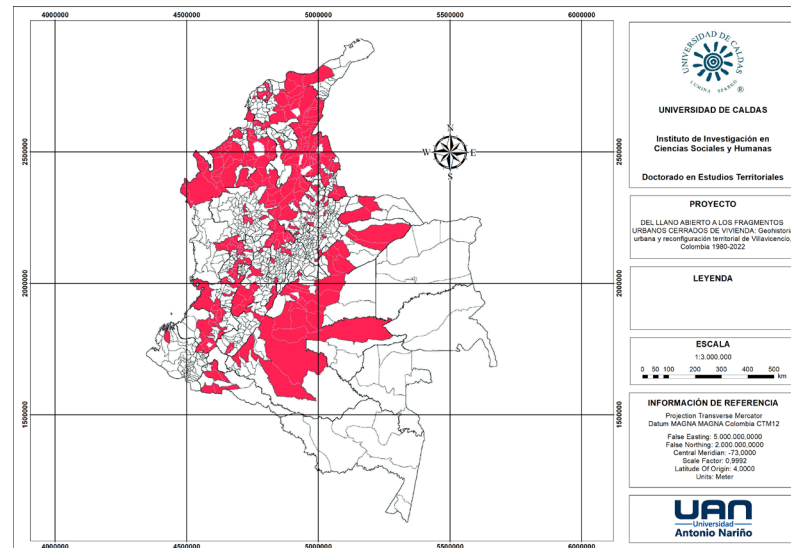 4000000 4500000 5000000 5500000 6000000
2500000 2500000
2000000 2000000
1500000 1500000
4000000 4500000 5000000 5500000 6000000
N
W E
S
UNIVERSIDAD DE CALDAS
LUMINA SPARGO
®
UNIVERSIDAD DE CALDAS
Instituto de Investigación en
Ciencias Sociales y Humanas
Doctorado en Estudios Territoriales
PROYECTO
DEL LLANO ABIERTO A LOS FRAGMENTOS
URBANOS CERRADOS DE VIVIENDA: Geohistoria
urbana y reconfiguración territorial de Villavicencio,
Colombia 1980-2022
LEYENDA
ESCALA
1:3.000.000
0 50 100 200 300 400 500
km
INFORMACIÓN DE REFERENCIA
Projection Transverse Mercator
Datum MAGNA MAGNA Colombia CTM12
False Easting: 5.000.000,0000
False Northing: 2.000.000,0000
Central Meridian: -73,0000
Scale Factor: 0,9992
Latitude Of Origin: 4,0000
Units: Meter
UAN
Universidad
Antonio Nariño